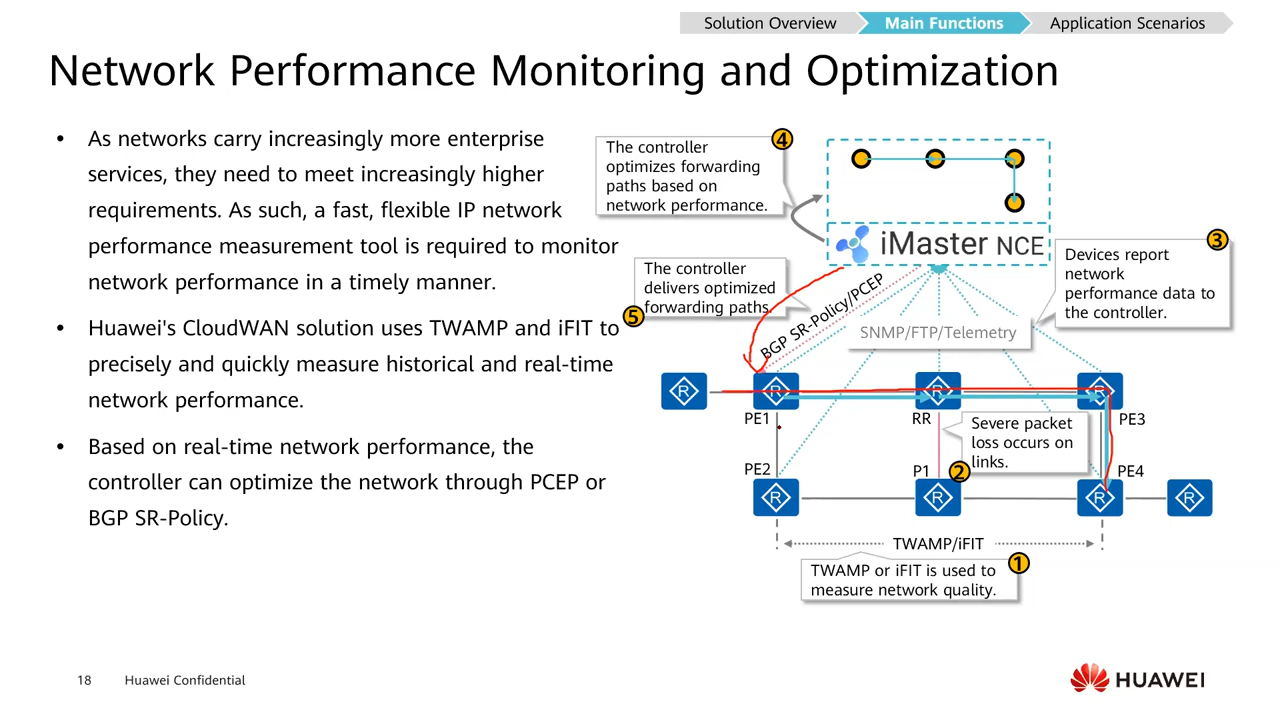 Solution Overview
Main Functions
Application Scenarios
Network Performance Monitoring and Optimization
• As networks carry increasingly more enterprise
services, they need to meet increasingly higher
requirements. As such, a fast, flexible IP network
performance measurement tool is required to monitor
network performance in a timely manner.
• Huawei's CloudWAN solution uses TWAMP and iFIT to
precisely and quickly measure historical and real-time
network performance.
• Based on real-time network performance, the
controller can optimize the network through PCEP or
BGP SR-Policy.
4
The controller
optimizes forwarding
paths based on
network performance.
iMaster NCE
3
Devices report
network
performance data to
the controller.
The controller
delivers optimized
forwarding paths.
5
BGP SR-Policy/PCEP
SNMP/FTP/Telemetry
R
R
R
PE1
RR
PE3
Severe packet
loss occurs on
links.
2
PE2
P1
PE4
R
R
R
R
TWAMP/iFIT
1
TWAMP or iFIT is used to
measure network quality.
18
Huawei Confidential
HUAWEI